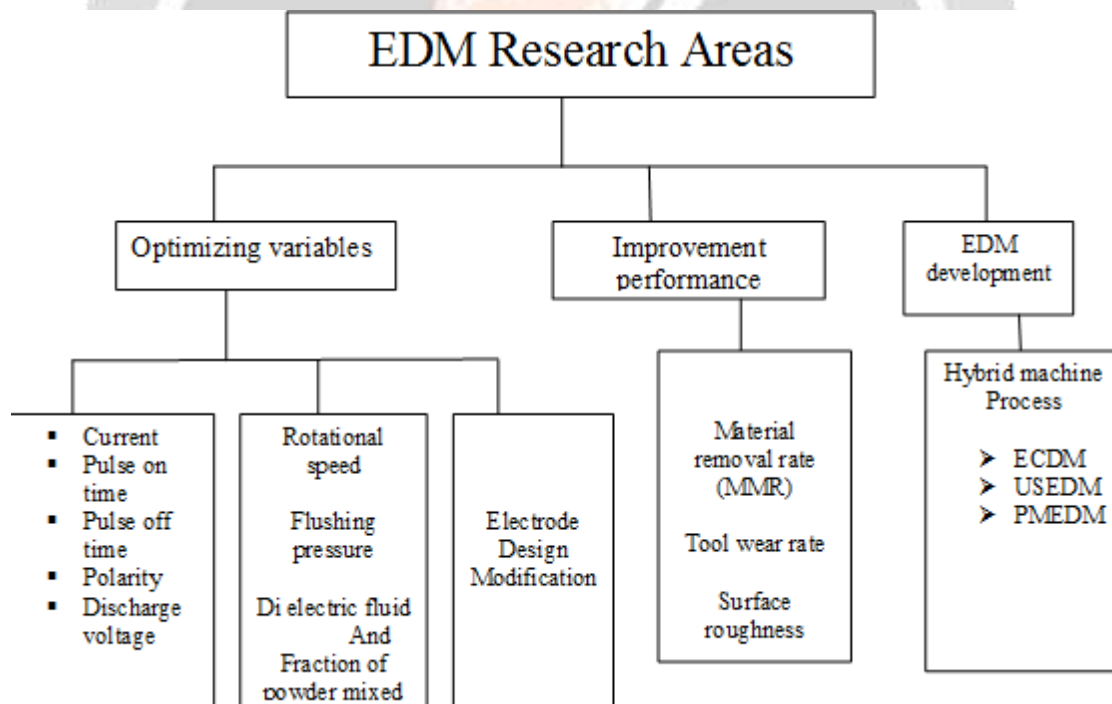 EDM Research Areas
Optimizing variables
Improvement
performance
EDM
development
▪ Current
▪ Pulse on
time
▪ Pulse off
time
▪ Polarity
▪ Discharge
voltage
Rotational
speed
Flushing
pressure
Di electric fluid
And
Fraction of
powder mixed
Electrode
Design
Modification
Material
removal rate
(MMR)
Tool wear rate
Surface
roughness
Hybrid machine
Process
➤ ECDM
➤ USEDM
➤ PMEDM